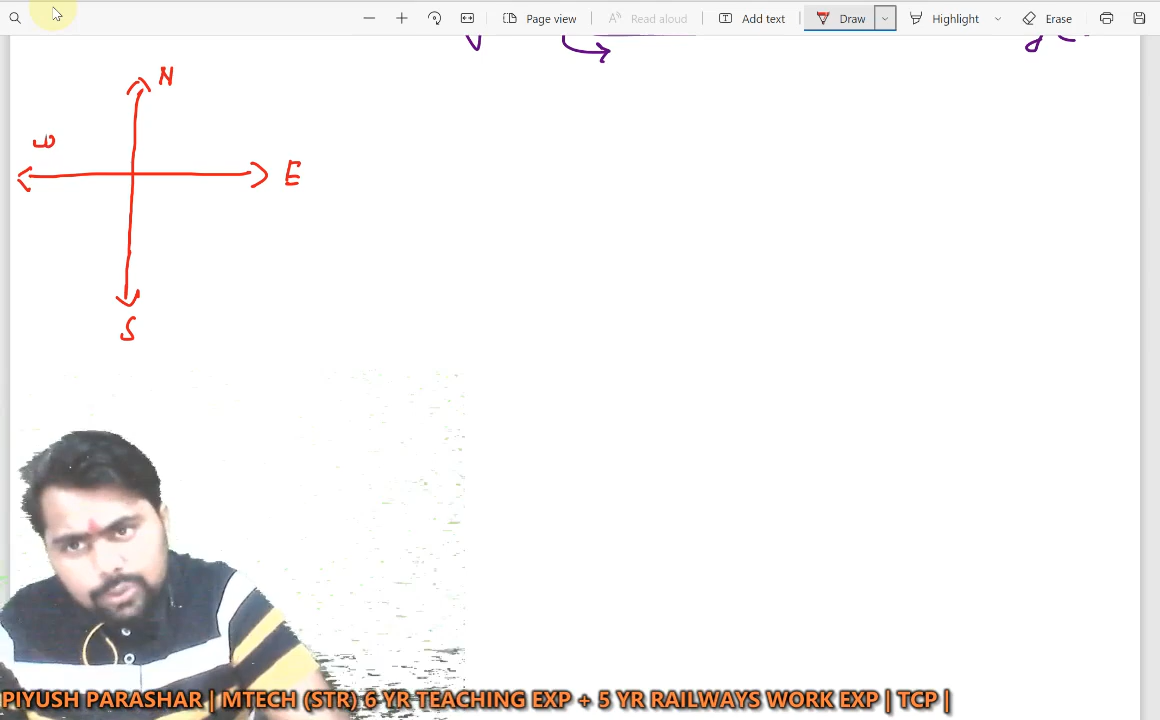 Page view
Read aloud
Add text
Draw
Highlight
Erase
N
W
E
S
PIYUSH PARASHAR | MTECH (STR) 6 YR TEACHING EXP + 5 YR RAILWAYS WORK EXP | TCP |